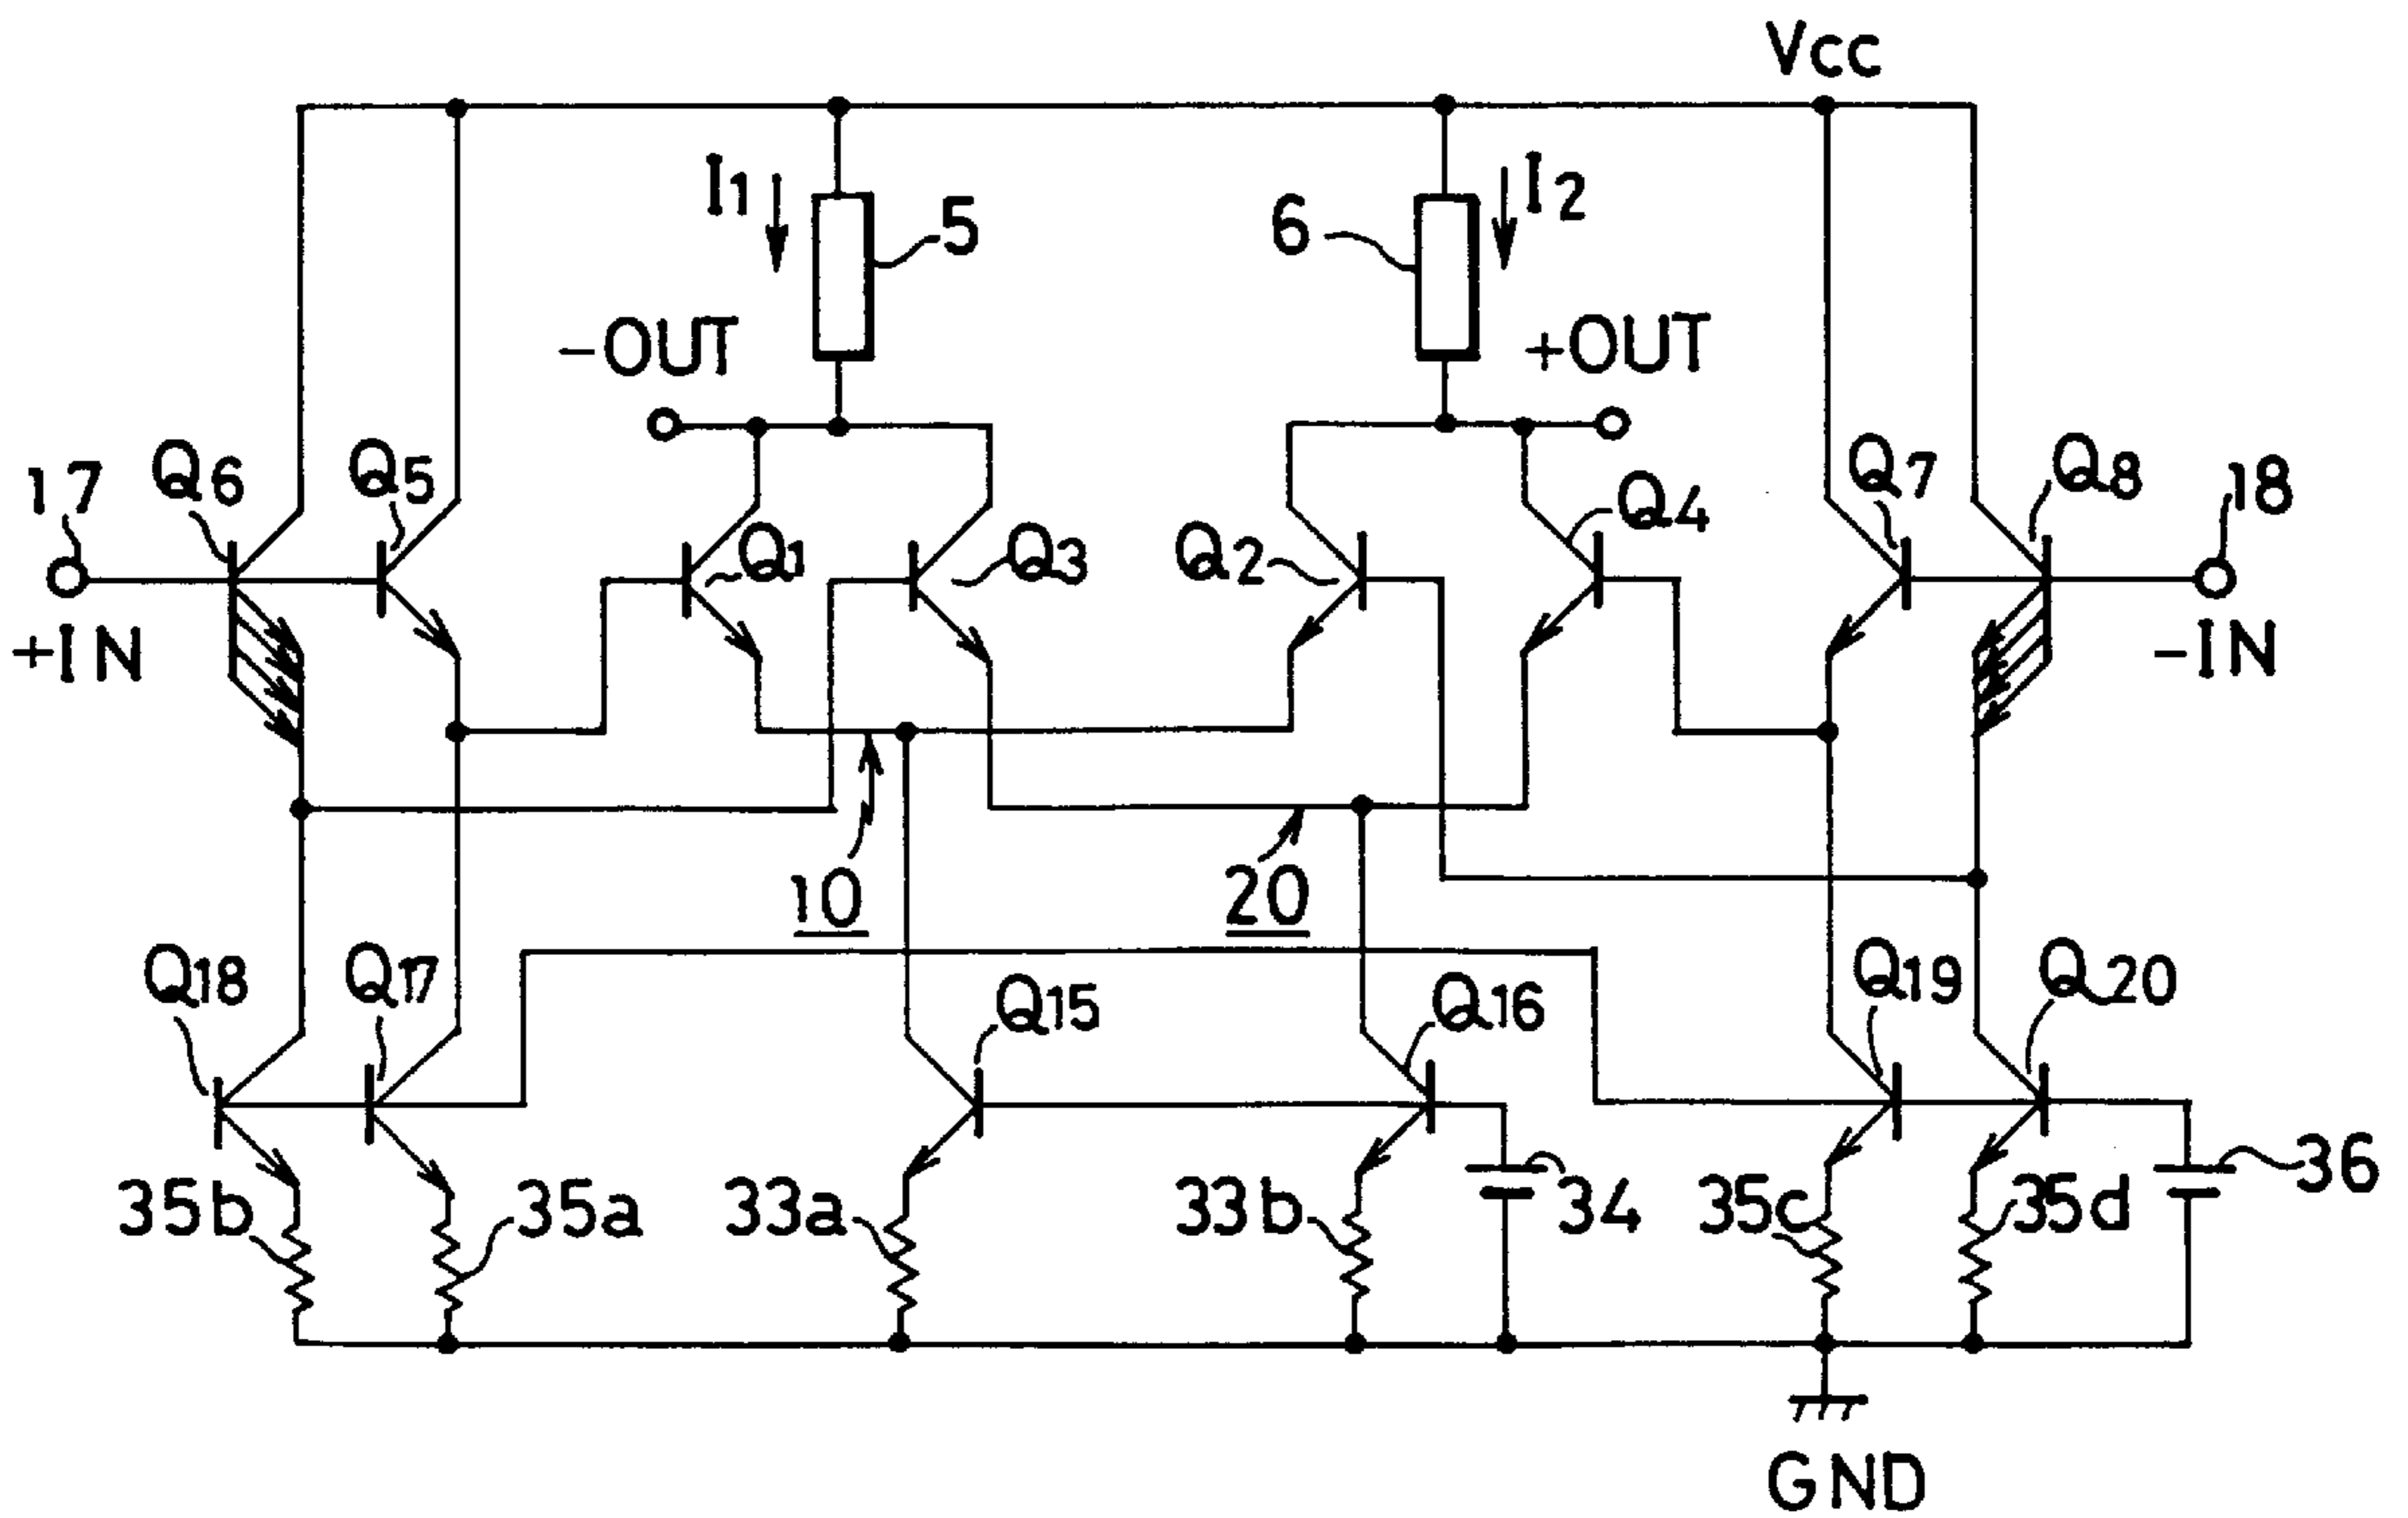 Vcc
I1
5
6
I2
-OUT
+OUT
17
Q6
Q5
Q1
Q3
Q2
Q4
Q7
Q8
18
+IN
-IN
10
20
Q18
Q17
Q15
Q16
Q19
Q20
35b
35a
33a
33b
34
35c
35d
36
GND